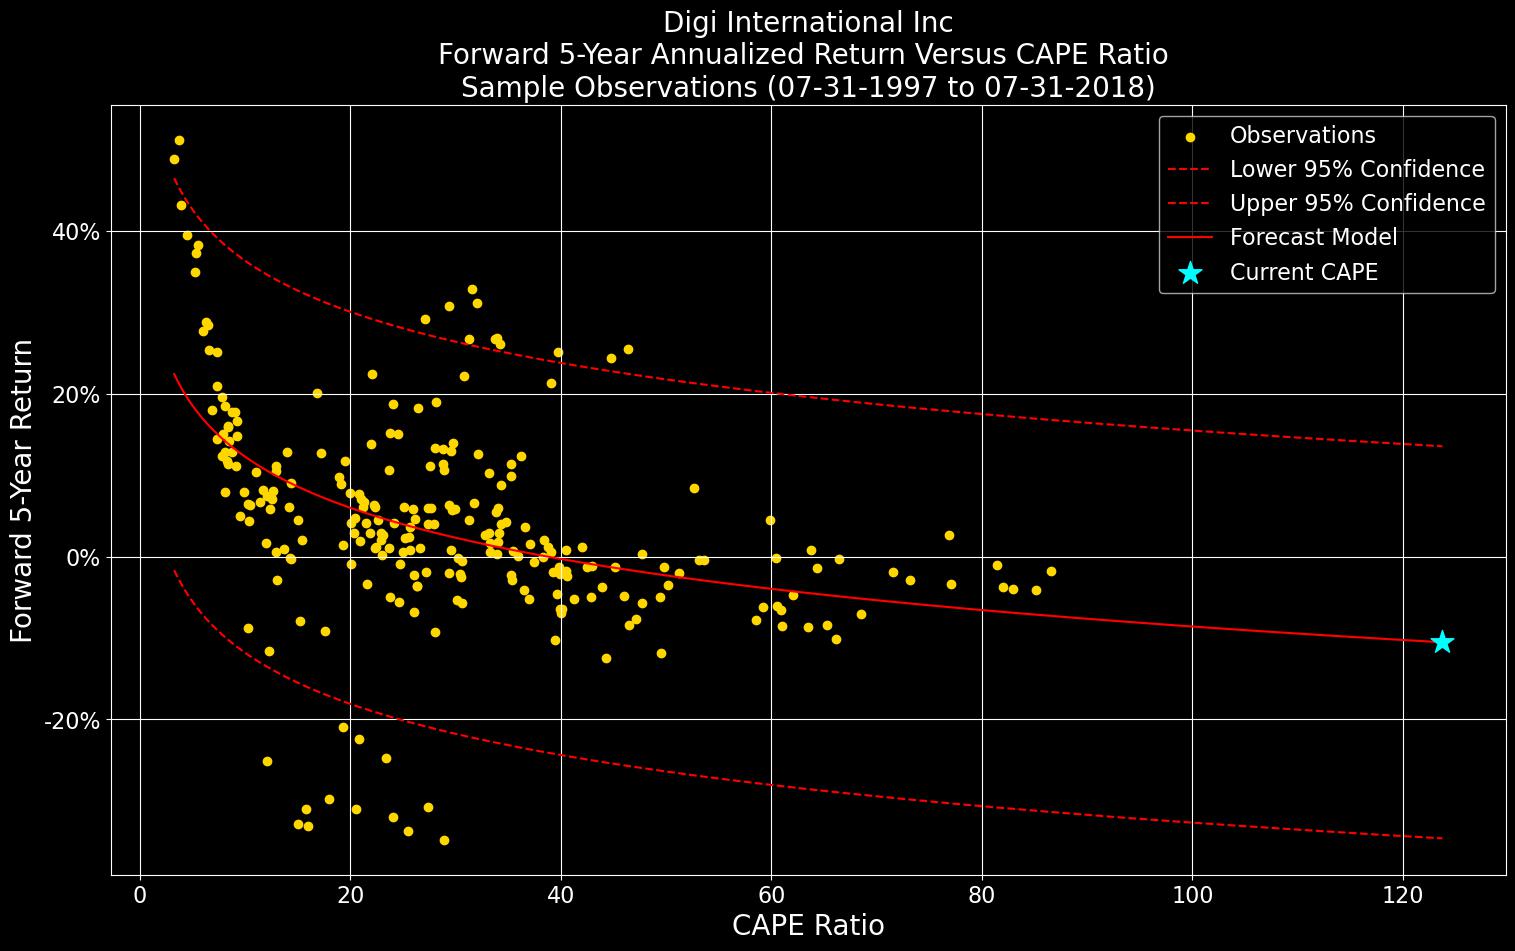 Digi International Inc
Forward 5-Year Annualized Return Versus CAPE Ratio
Sample Observations (07-31-1997 to 07-31-2018)
Observations
Lower 95% Confidence
Upper 95% Confidence
Forecast Model
Current CAPE
Forward 5-Year Return
40%
20%
0%
-20%
0 20 40 60 80 100 120
CAPE Ratio